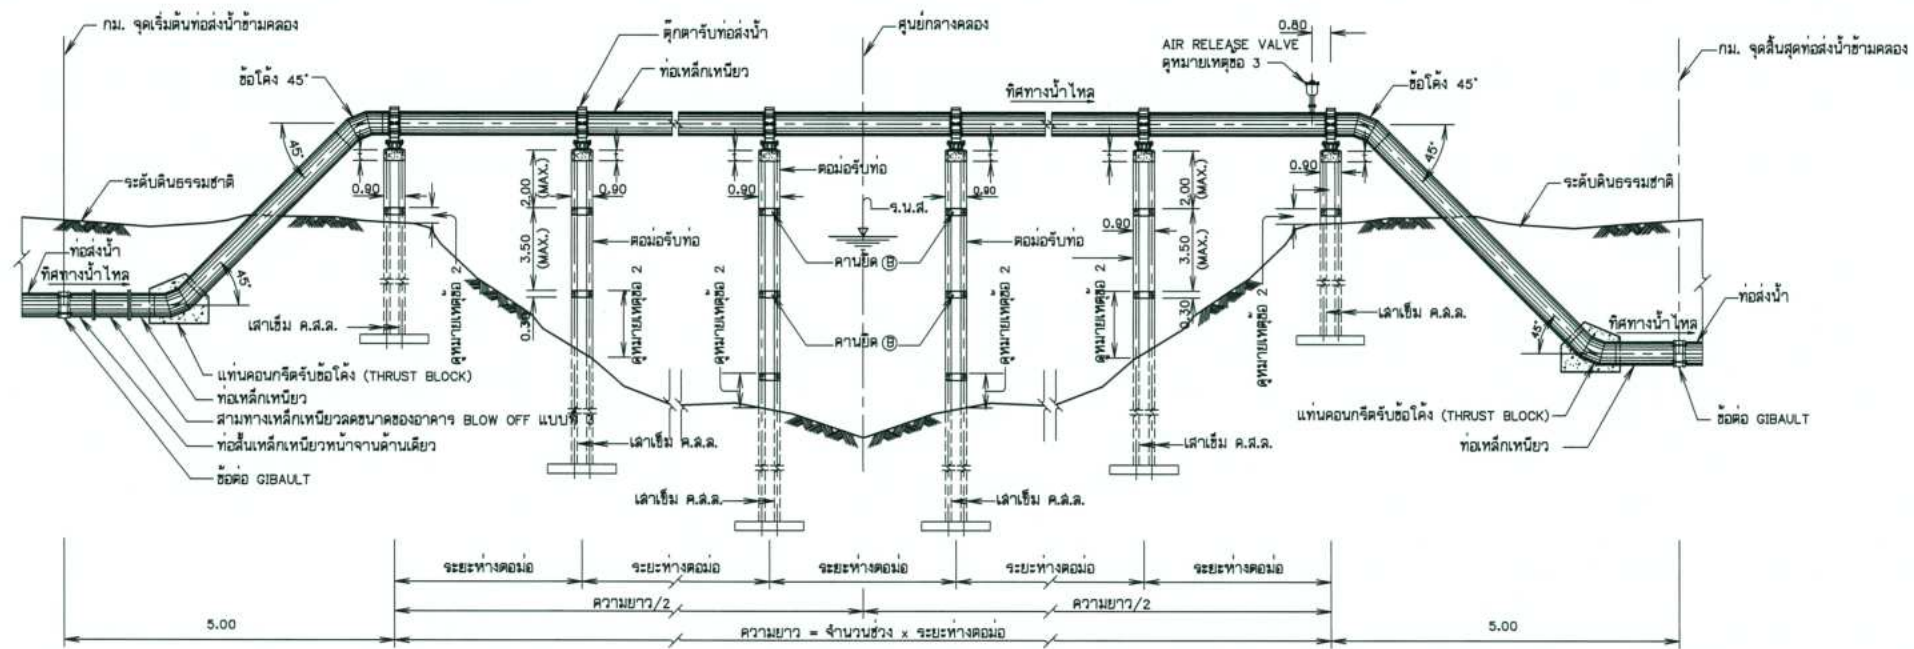 กม. จุดเริ่มต้นท่อส่งน้ำข้ามคลอง
ตุ๊กตารับท่อส่งน้ำ
ศูนย์กลางคลอง
0.80
กม. จุดสิ้นสุดท่อส่งน้ำข้ามคลอง
AIR RELEASE VALVE
ดูหมายเหตุข้อ 3
ข้อโค้ง 45°
ท่อเหล็กเหนียว
ทิศทางน้ำไหล
ข้อโค้ง 45°
45°
45°
ระดับดินธรรมชาติ
0.90
2.00
(MAX.)
0.90
0.90
ตอม่อรับท่อ
0.90
2.00
(MAX.)
0.90
ระดับดินธรรมชาติ
ร.น.ส.
ท่อส่งน้ำ
ทิศทางน้ำไหล
45°
ดูหมายเหตุข้อ 2
3.50
(MAX.)
ตอม่อรับท่อ
คานยึด B
ตอม่อรับท่อ
0.90
3.50
(MAX.)
ดูหมายเหตุข้อ 2
ท่อส่งน้ำ
เสาเข็ม ค.ส.ล.
0.30
ดูหมายเหตุข้อ 2
ดูหมายเหตุข้อ 2
คานยึด B
ดูหมายเหตุข้อ 2
ดูหมายเหตุข้อ 2
0.30
เสาเข็ม ค.ส.ล.
ทิศทางน้ำไหล
45°
แท่นคอนกรีตรับข้อโค้ง (THRUST BLOCK)
ท่อเหล็กเหนียว
สามทางเหล็กเหนียวลดขนาดของอาคาร BLOW OFF แบบที่
ท่อสั้นเหล็กเหนียวหน้าจานด้านเดียว
ข้อต่อ GIBAULT
แท่นคอนกรีตรับข้อโค้ง (THRUST BLOCK)
ท่อเหล็กเหนียว
ข้อต่อ GIBAULT
เสาเข็ม ค.ส.ล.
เสาเข็ม ค.ส.ล.
เสาเข็ม ค.ส.ล.
เสาเข็ม ค.ส.ล.
ระยะห่างตอม่อ
ระยะห่างตอม่อ
ระยะห่างตอม่อ
ระยะห่างตอม่อ
ระยะห่างตอม่อ
ความยาว/2
ความยาว/2
5.00
ความยาว = จำนวนช่วง x ระยะห่างตอม่อ
5.00